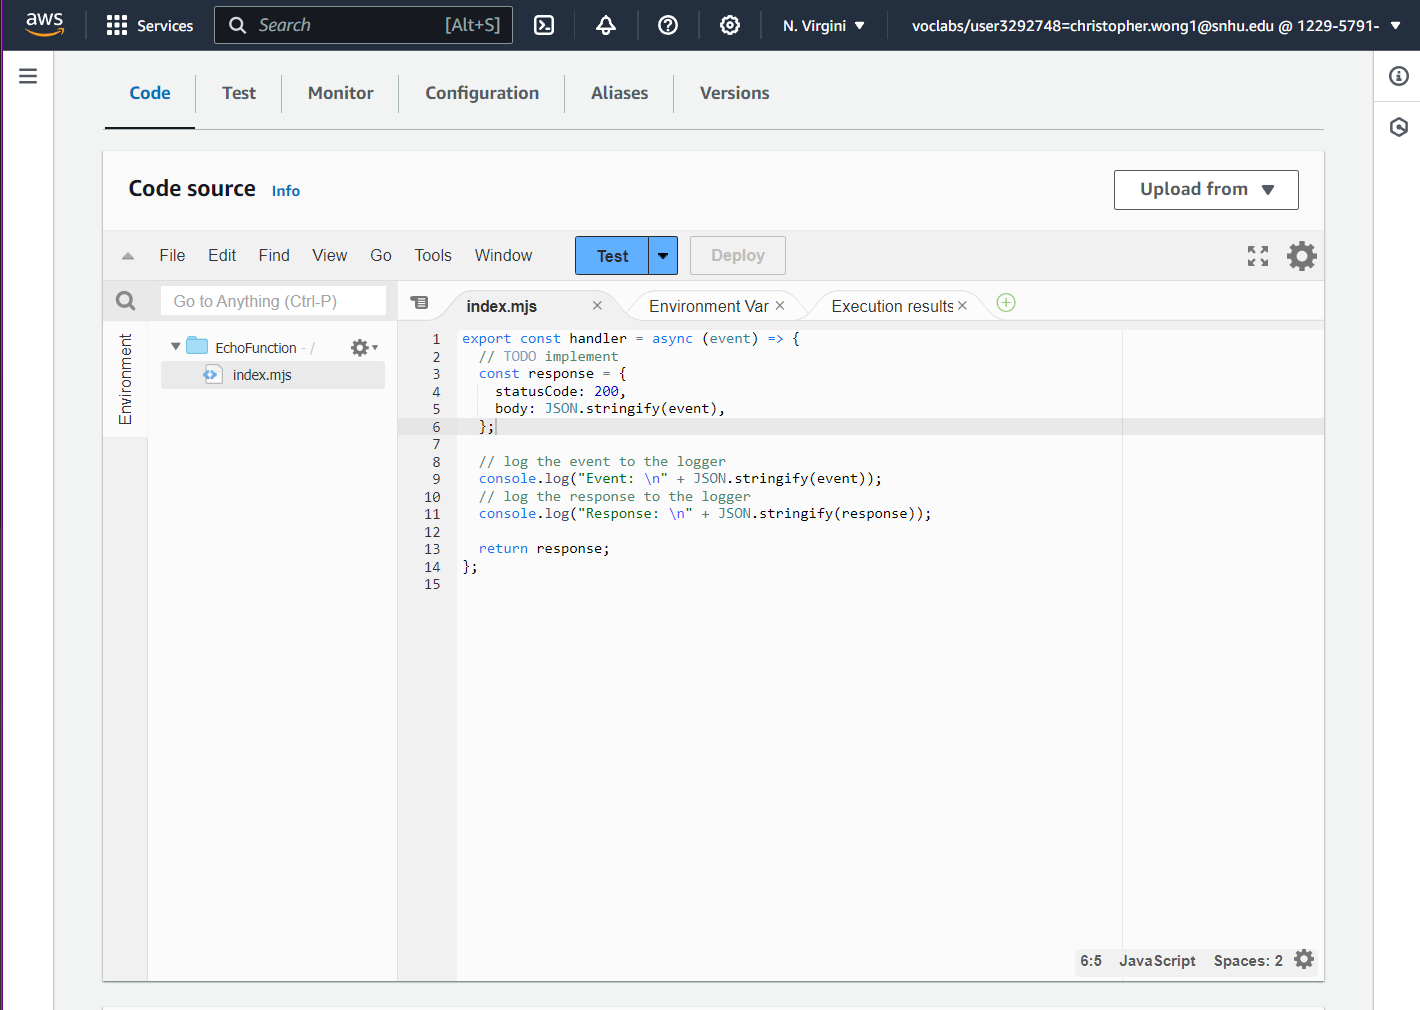 aws Services Search [Alt+S] N. Virgini voclabs/user3292748=christopher.wong1@snhu.edu @ 1229-5791-
Code Test Monitor Configuration Aliases Versions
Code source Info Upload from
File Edit Find View Go Tools Window Test Deploy
Go to Anything (Ctrl-P) index.mjs Environment Var Execution results
Environment
EchoFunction - /
index.mjs
1 export const handler = async (event) => {
2 // TODO implement
3 const response = {
4 statusCode: 200,
5 body: JSON.stringify(event),
6 };
7
8 // log the event to the logger
9 console.log("Event: \n" + JSON.stringify(event));
10 // log the response to the logger
11 console.log("Response: \n" + JSON.stringify(response));
12
13 return response;
14 };
15
6:5 JavaScript Spaces: 2